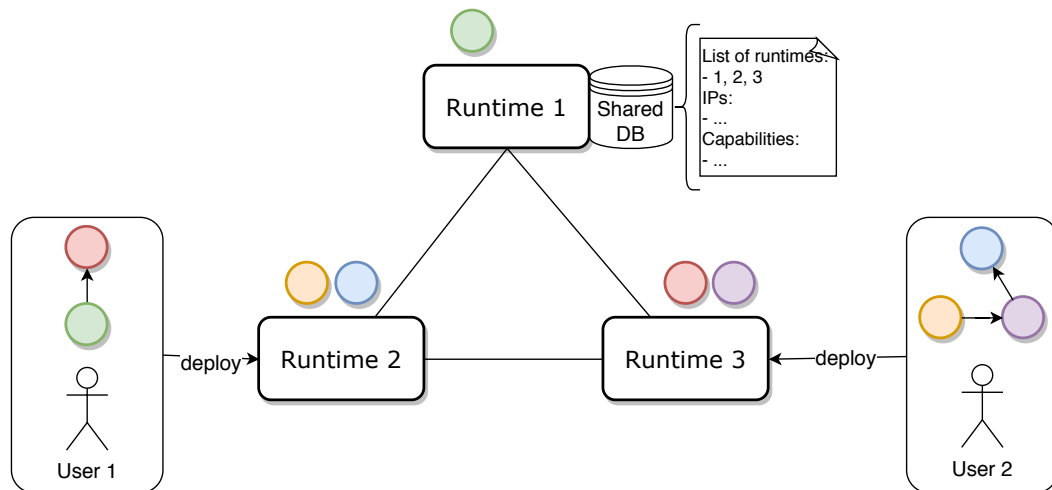 Runtime 1
Shared
DB
List of runtimes:
- 1, 2, 3
IPs:
- ...
Capabilities:
- ...
deploy
Runtime 2
Runtime 3
deploy
User 1
User 2